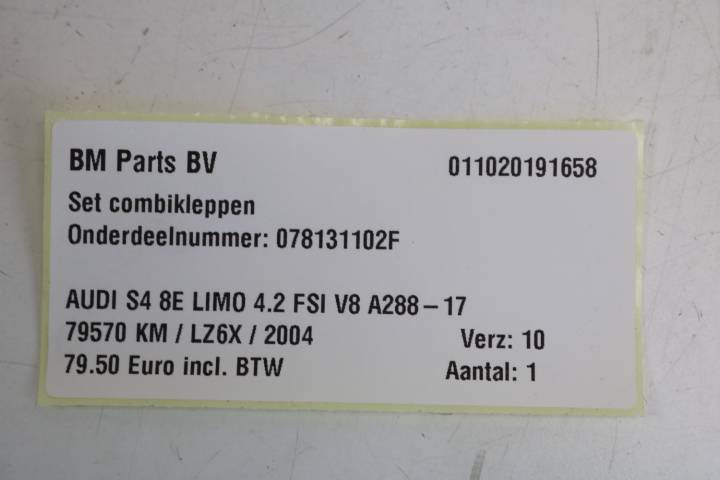 BM Parts BV 011020191658
Set combikleppen
Onderdeelnummer: 078131102F
AUDI S4 8E LIMO 4.2 FSI V8 A288-17
79570 KM / LZ6X / 2004 Verz: 10
79.50 Euro incl. BTW Aantal: 1